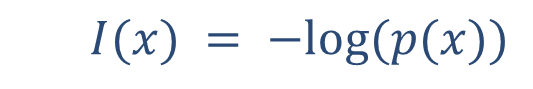 I(x) = −log(p(x))